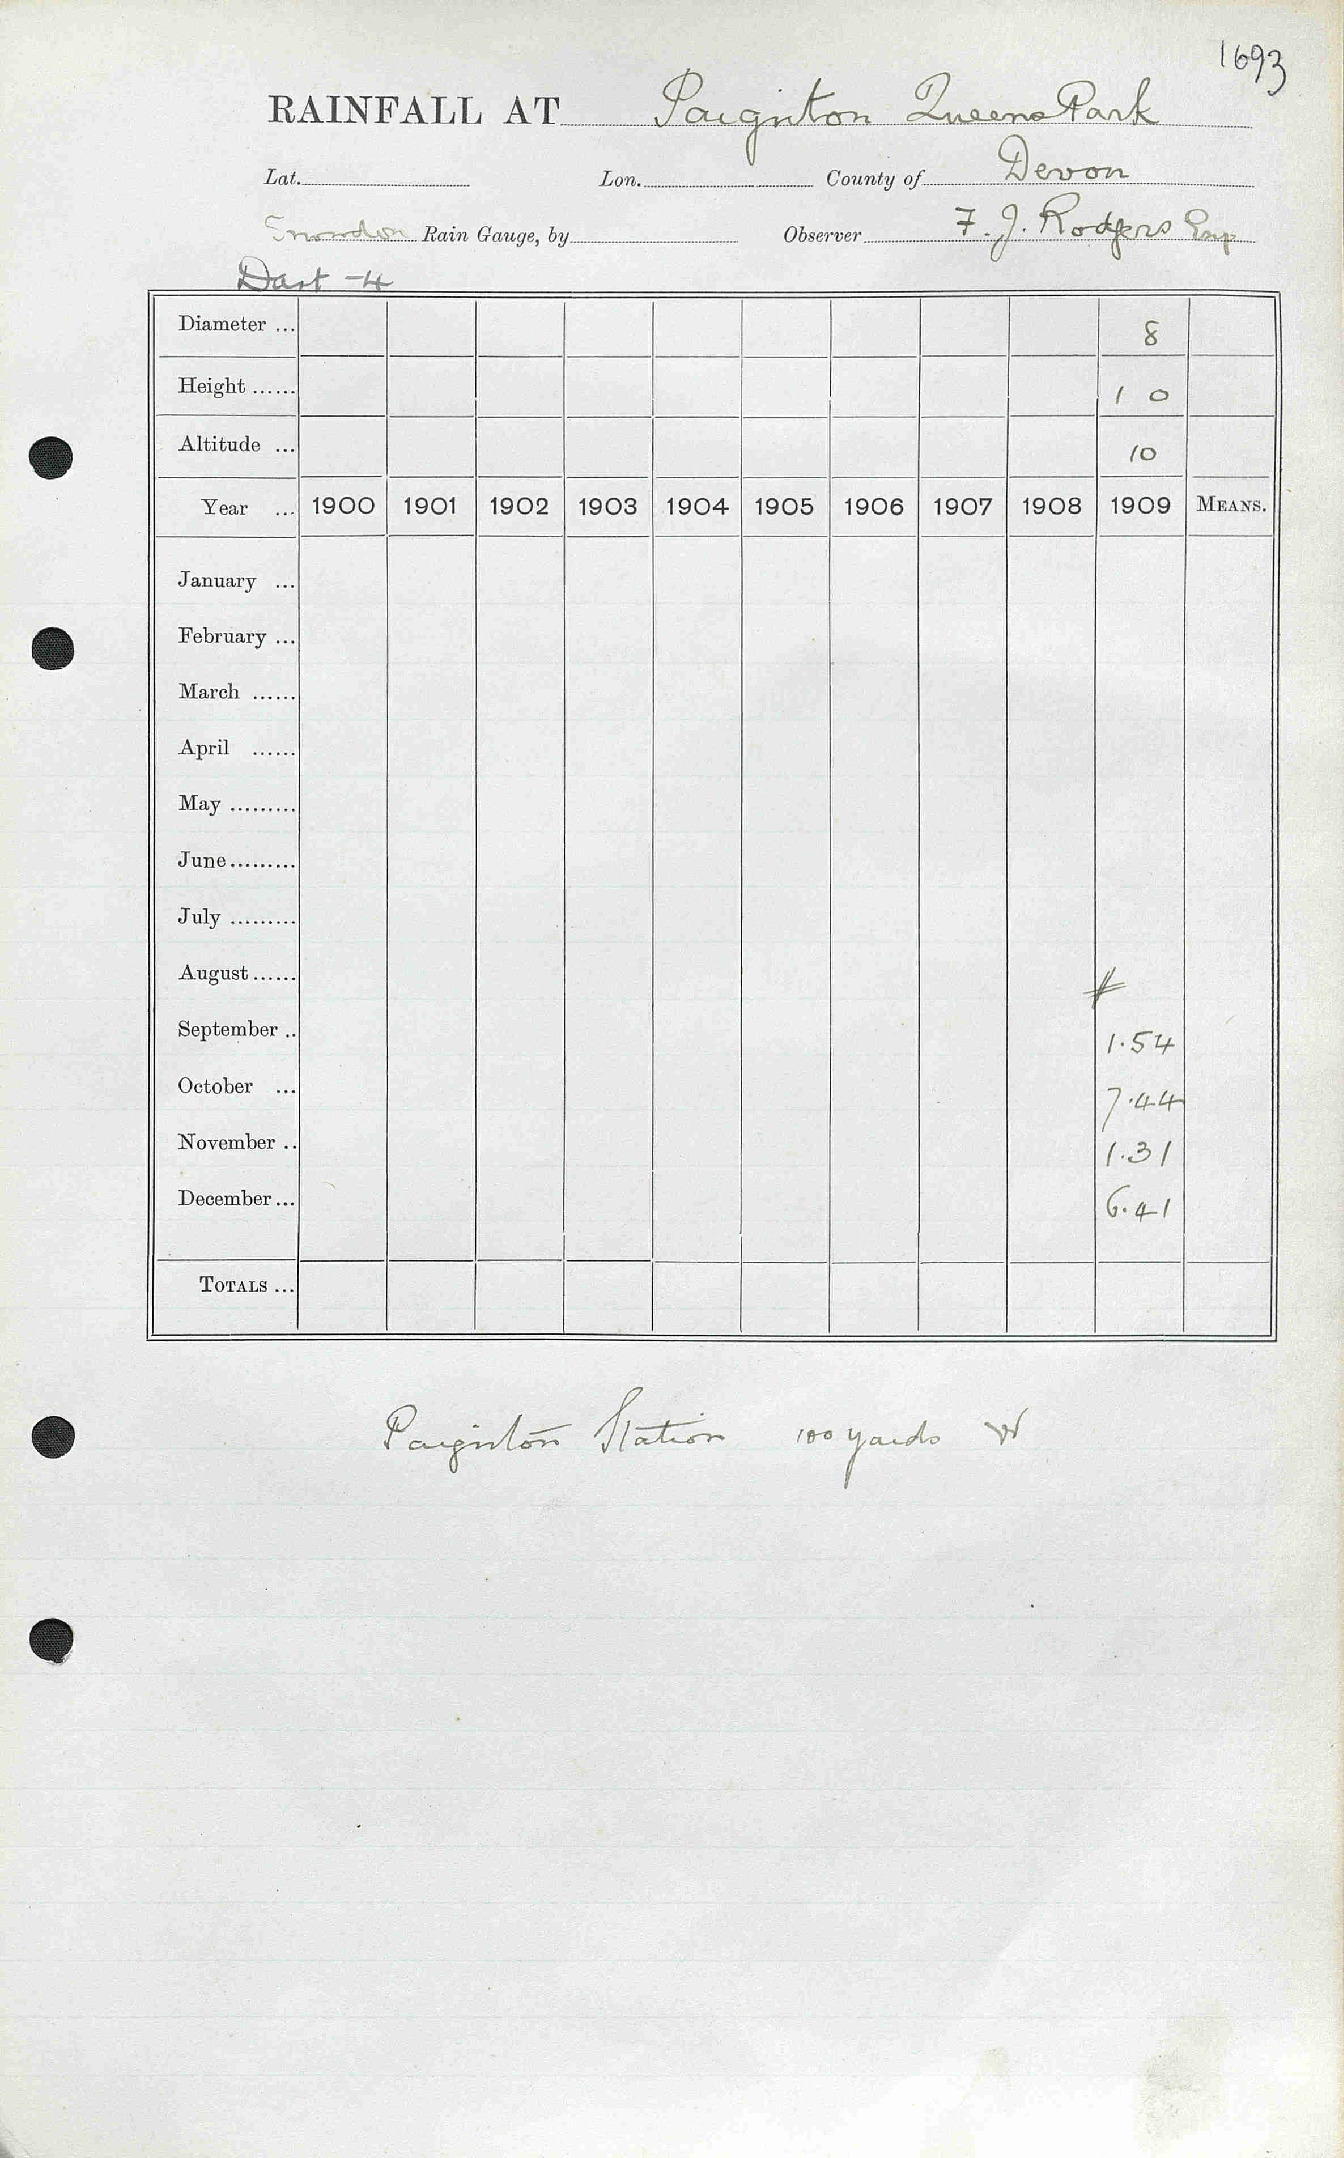 1693
RAINFALL AT Paignton Queens Park
Lat. Lon. County of Devon
Snowdon Rain Gauge, by Observer F. J. Rodgers Esq
Dart -4
Diameter ... 8
Height ...... 1 0
Altitude ... 10
Year ... 1900 1901 1902 1903 1904 1905 1906 1907 1908 1909 MEANS.
January ...
February ...
March ......
April ......
May .........
June.........
July .........
August......
September .. 1.54
October ... 7.44
November .. 1.31
December... 6.41
TOTALS ...
Paignton Station 100 yards W